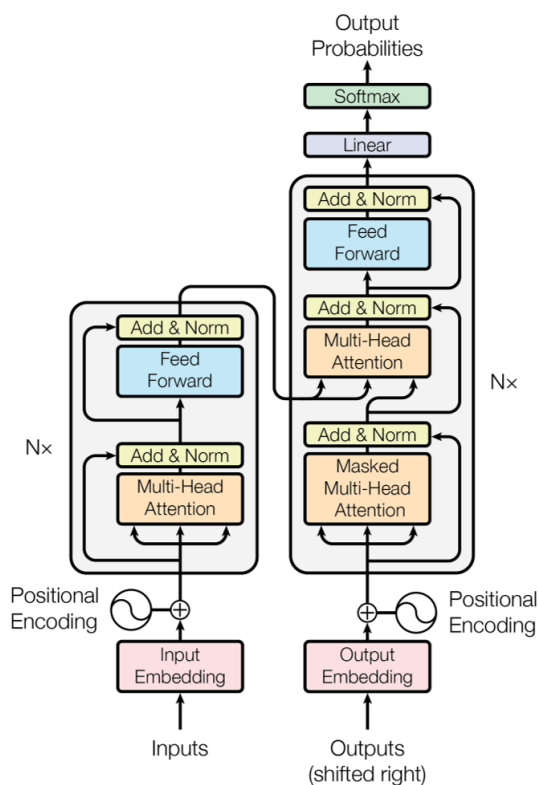 Output
Probabilities
Softmax
Linear
Add & Norm
Feed
Forward
Add & Norm
Multi-Head
Attention
Add & Norm
Masked
Multi-Head
Attention
N×
Add & Norm
Feed
Forward
Add & Norm
Multi-Head
Attention
N×
Positional
Encoding
Input
Embedding
Inputs
Positional
Encoding
Output
Embedding
Outputs
(shifted right)